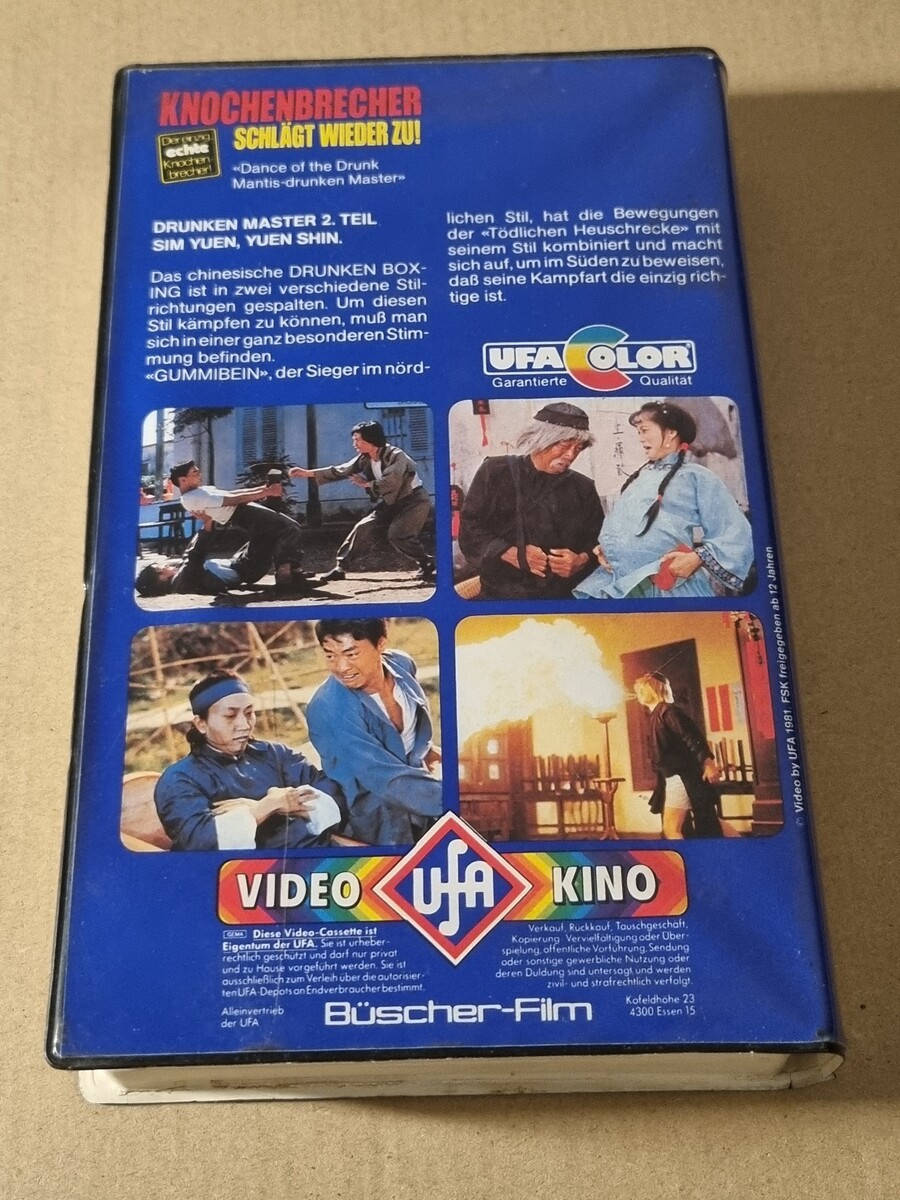 KNOCHENBRECHER
SCHLÄGT WIEDER ZU!
Der einzig
echte
Knochen-
brecher!
«Dance of the Drunk
Mantis-drunken Master»
DRUNKEN MASTER 2. TEIL
SIM YUEN, YUEN SHIN.
Das chinesische DRUNKEN BOX-
ING ist in zwei verschiedene Stil-
richtungen gespalten. Um diesen
Stil kämpfen zu können, muß man
sich in einer ganz besonderen Stim-
mung befinden.
«GUMMIBEIN», der Sieger im nörd-
lichen Stil, hat die Bewegungen
der «Tödlichen Heuschrecke» mit
seinem Stil kombiniert und macht
sich auf, um im Süden zu beweisen,
daß seine Kampfart die einzig rich-
tige ist.
UFACOLOR
Garantierte Qualität
© Video by UFA 1981. FSK freigegeben ab 12 Jahren
VIDEO UFA KINO
GEMA Diese Video-Cassette ist
Eigentum der UFA. Sie ist urheber-
rechtlich geschützt und darf nur privat
und zu Hause vorgeführt werden. Sie ist
ausschließlich zum Verleih über die autorisier-
ten UFA-Depots an Endverbraucher bestimmt.
Verkauf, Rückkauf, Tauschgeschäft,
Kopierung, Vervielfältigung oder Über-
spielung, öffentliche Vorführung, Sendung
oder sonstige gewerbliche Nutzung oder
deren Duldung sind untersagt und werden
zivil- und strafrechtlich verfolgt.
Alleinvertrieb
der UFA
Büscher-Film
Kofeldhöhe 23
4300 Essen 15